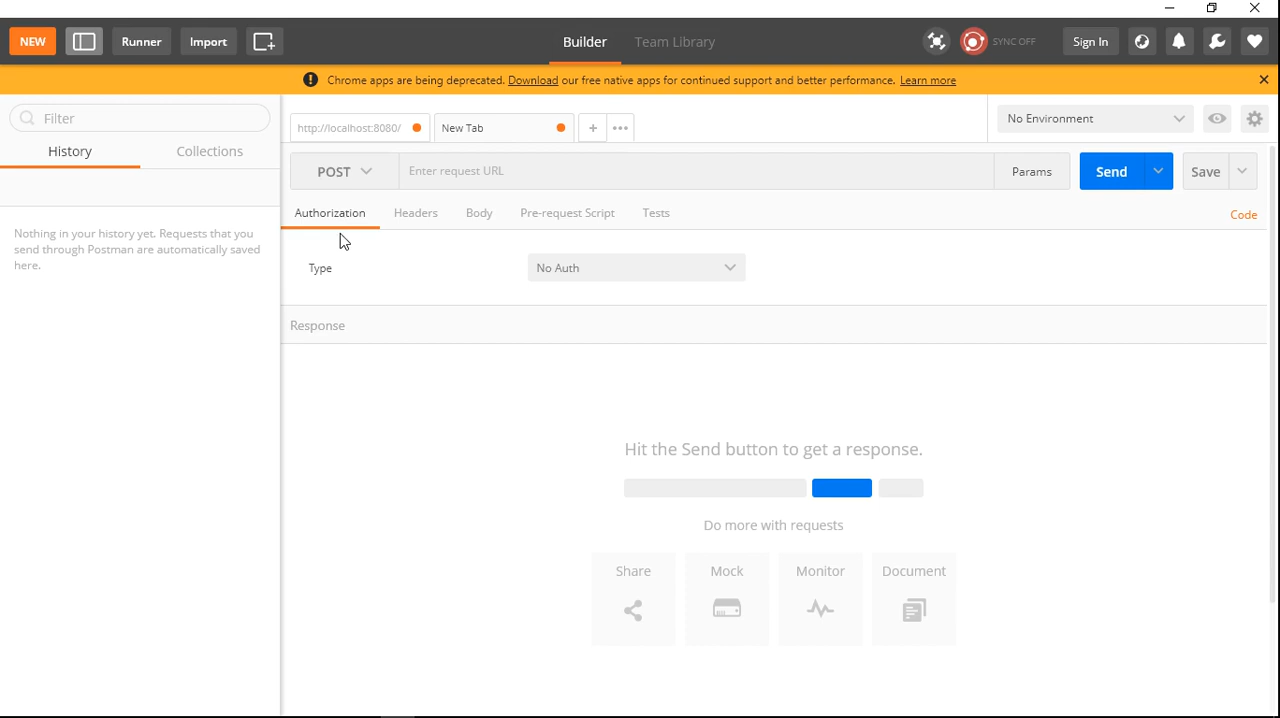 NEW
Runner
Import
Builder
Team Library
SYNC OFF
Sign In
Chrome apps are being deprecated. Download our free native apps for continued support and better performance. Learn more
Filter
History
Collections
Nothing in your history yet. Requests that you
send through Postman are automatically saved
here.
http://localhost:8080/
New Tab
No Environment
POST
Enter request URL
Params
Send
Save
Authorization
Headers
Body
Pre-request Script
Tests
Code
Type
No Auth
Response
Hit the Send button to get a response.
Do more with requests
Share
Mock
Monitor
Document